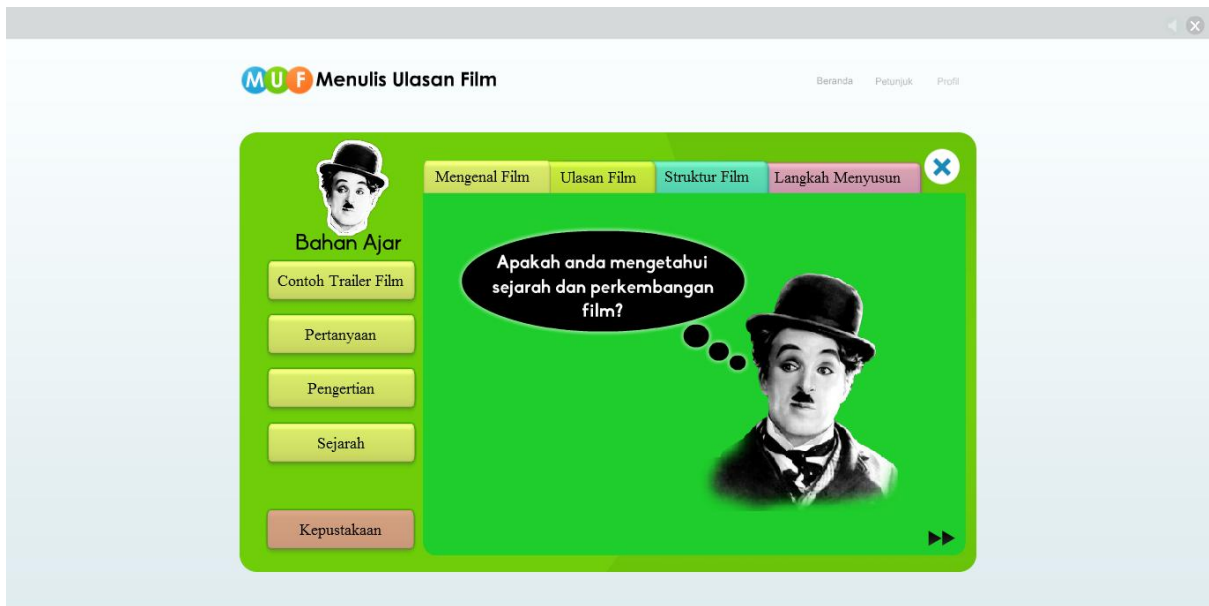 MUF Menulis Ulasan Film
Beranda Petunjuk Profil
Mengenal Film
Ulasan Film
Struktur Film
Langkah Menyusun
Bahan Ajar
Contoh Trailer Film
Pertanyaan
Pengertian
Sejarah
Kepustakaan
Apakah anda mengetahui
sejarah dan perkembangan
film?